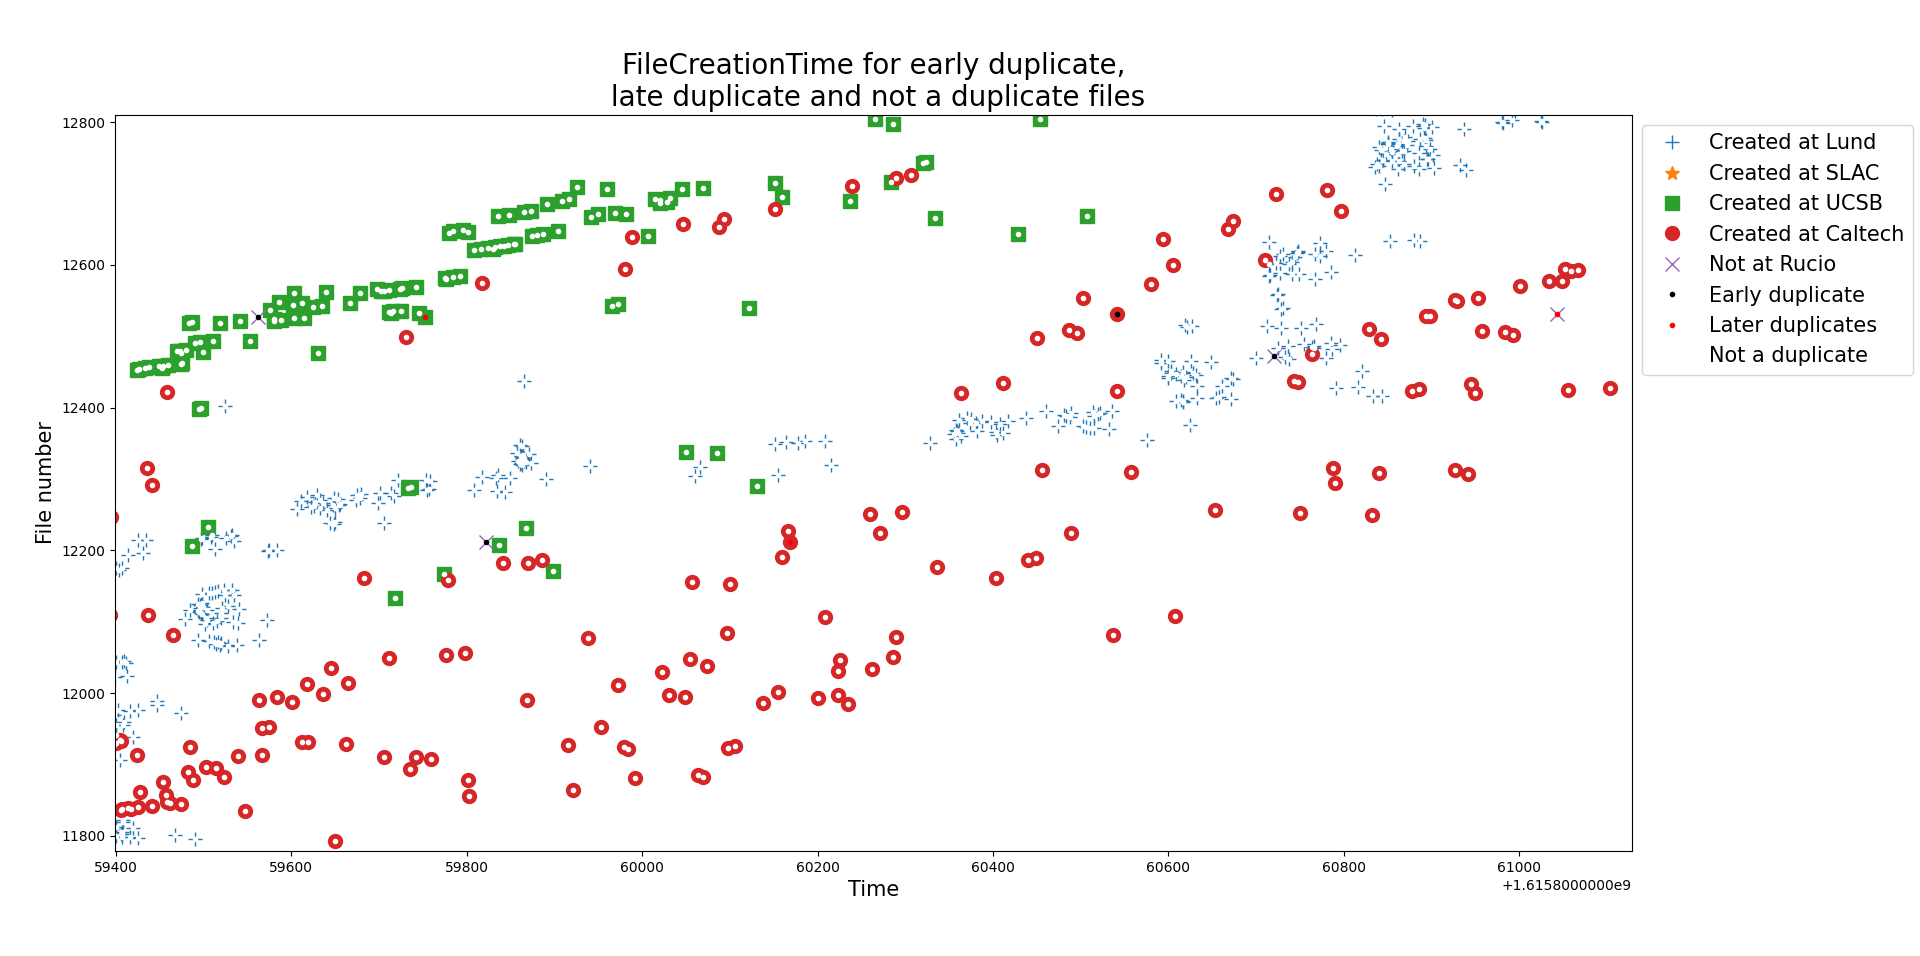 FileCreationTime for early duplicate,
late duplicate and not a duplicate files
12800
12600
12400
12200
12000
11800
File number
59400 59600 59800 60000 60200 60400 60600 60800 61000
+1.6158000000e9
Time
Created at Lund
Created at SLAC
Created at UCSB
Created at Caltech
Not at Rucio
Early duplicate
Later duplicates
Not a duplicate